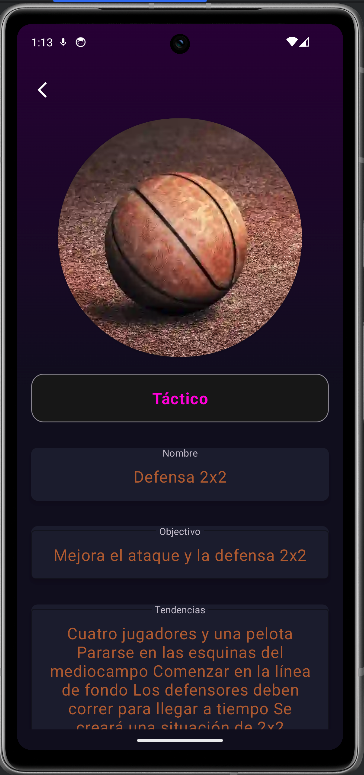 1:13
Táctico
Nombre
Defensa 2x2
Objectivo
Mejora el ataque y la defensa 2x2
Tendencias
Cuatro jugadores y una pelota
Pararse en las esquinas del
mediocampo Comenzar en la línea
de fondo Los defensores deben
correr para llegar a tiempo Se
creará una situación de 2x2